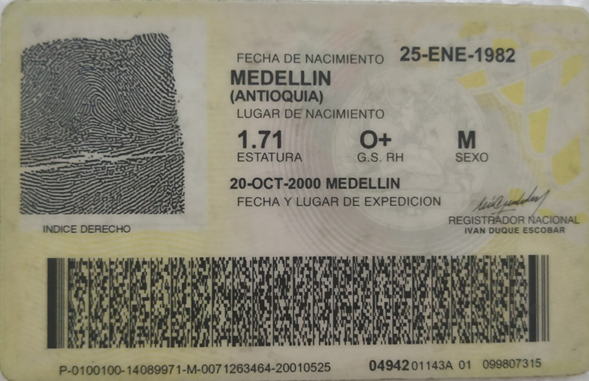 FECHA DE NACIMIENTO 25-ENE-1982
MEDELLIN
(ANTIOQUIA)
LUGAR DE NACIMIENTO
1.71 O+ M
ESTATURA G.S. RH SEXO
20-OCT-2000 MEDELLIN
FECHA Y LUGAR DE EXPEDICION
INDICE DERECHO
REGISTRADOR NACIONAL
IVAN DUQUE ESCOBAR
P-0100100-14089971-M-0071263464-20010525 04942 01143A 01 099807315